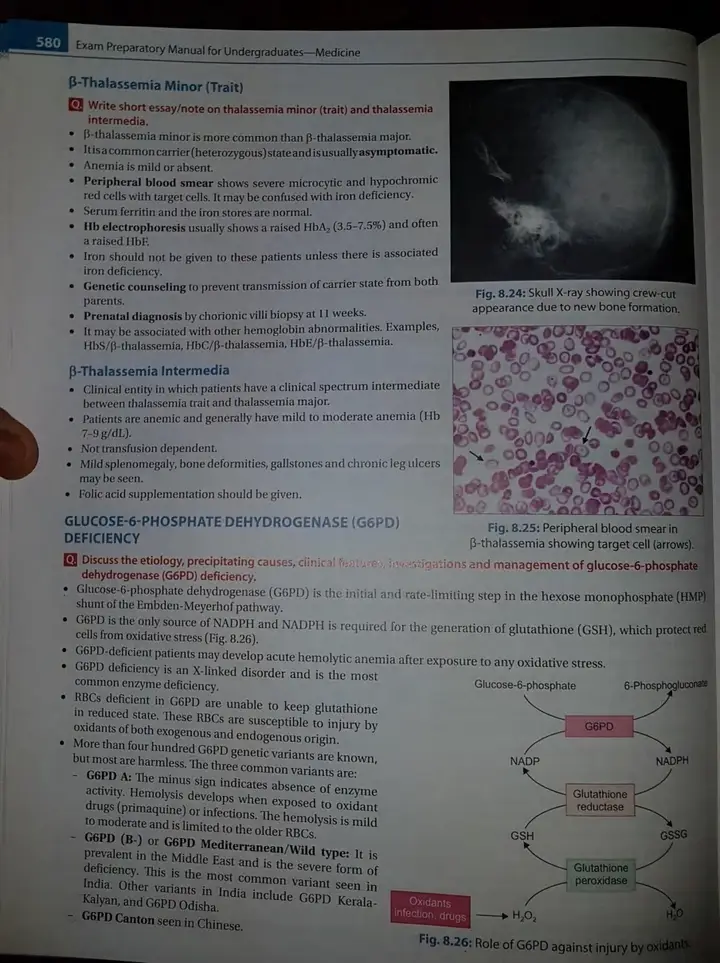 580 Exam Preparatory Manual for Undergraduates—Medicine
β-Thalassemia Minor (Trait)
Q. Write short essay/note on thalassemia minor (trait) and thalassemia
intermedia.
• β-thalassemia minor is more common than β-thalassemia major.
• It is a common carrier (heterozygous) state and is usually asymptomatic.
• Anemia is mild or absent.
• Peripheral blood smear shows severe microcytic and hypochromic
red cells with target cells. It may be confused with iron deficiency.
• Serum ferritin and the iron stores are normal.
• Hb electrophoresis usually shows a raised HbA₂ (3.5–7.5%) and often
a raised HbF.
• Iron should not be given to these patients unless there is associated
iron deficiency.
• Genetic counseling to prevent transmission of carrier state from both
parents.
• Prenatal diagnosis by chorionic villi biopsy at 11 weeks.
• It may be associated with other hemoglobin abnormalities. Examples,
HbS/β-thalassemia, HbC/β-thalassemia, HbE/β-thalassemia.
β-Thalassemia Intermedia
• Clinical entity in which patients have a clinical spectrum intermediate
between thalassemia trait and thalassemia major.
• Patients are anemic and generally have mild to moderate anemia (Hb
7–9 g/dL).
• Not transfusion dependent.
• Mild splenomegaly, bone deformities, gallstones and chronic leg ulcers
may be seen.
• Folic acid supplementation should be given.
Fig. 8.24: Skull X-ray showing crew-cut
appearance due to new bone formation.
Fig. 8.25: Peripheral blood smear in
β-thalassemia showing target cell (arrows).
GLUCOSE-6-PHOSPHATE DEHYDROGENASE (G6PD)
DEFICIENCY
Q. Discuss the etiology, precipitating causes, clinical features, investigations and management of glucose-6-phosphate
dehydrogenase (G6PD) deficiency.
• Glucose-6-phosphate dehydrogenase (G6PD) is the initial and rate-limiting step in the hexose monophosphate (HMP)
shunt of the Embden-Meyerhof pathway.
• G6PD is the only source of NADPH and NADPH is required for the generation of glutathione (GSH), which protect red
cells from oxidative stress (Fig. 8.26).
• G6PD-deficient patients may develop acute hemolytic anemia after exposure to any oxidative stress.
• G6PD deficiency is an X-linked disorder and is the most
common enzyme deficiency.
• RBCs deficient in G6PD are unable to keep glutathione
in reduced state. These RBCs are susceptible to injury by
oxidants of both exogenous and endogenous origin.
• More than four hundred G6PD genetic variants are known,
but most are harmless. The three common variants are:
– G6PD A: The minus sign indicates absence of enzyme
activity. Hemolysis develops when exposed to oxidant
drugs (primaquine) or infections. The hemolysis is mild
to moderate and is limited to the older RBCs.
– G6PD (B-) or G6PD Mediterranean/Wild type: It is
prevalent in the Middle East and is the severe form of
deficiency. This is the most common variant seen in
India. Other variants in India include G6PD Kerala-
Kalyan, and G6PD Odisha.
– G6PD Canton seen in Chinese.
Glucose-6-phosphate 6-Phosphogluconate
G6PD
NADP NADPH
Glutathione
reductase
GSH GSSG
Glutathione
peroxidase
Oxidants
infection, drugs
H₂O₂ H₂O
Fig. 8.26: Role of G6PD against injury by oxidants.